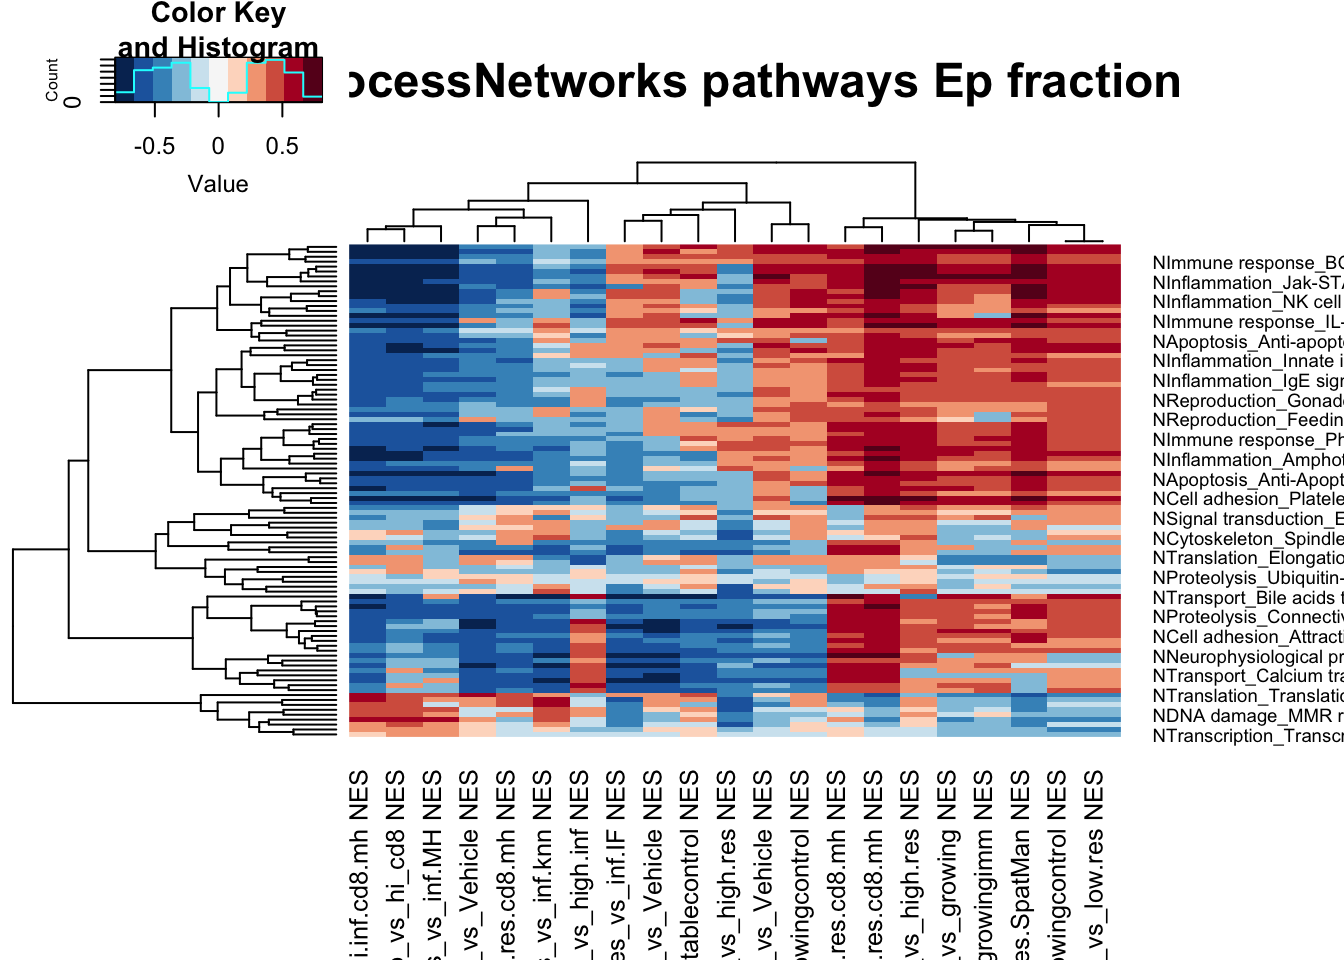 Color Key
and Histogram
Count
0
-0.5 0 0.5
Value
ocessNetworks pathways Ep fraction
NImmune response_BC
NInflammation_Jak-STA
NInflammation_NK cell
NImmune response_IL-
NApoptosis_Anti-apopto
NInflammation_Innate i
NInflammation_IgE sign
NReproduction_Gonado
NReproduction_Feedin
NImmune response_Ph
NInflammation_Amphot
NApoptosis_Anti-Apopt
NCell adhesion_Platele
NSignal transduction_E
NCytoskeleton_Spindle
NTranslation_Elongatio
NProteolysis_Ubiquitin-
NTransport_Bile acids t
NProteolysis_Connectiv
NCell adhesion_Attracti
NNeurophysiological pr
NTransport_Calcium tra
NTranslation_Translatio
NDNA damage_MMR r
NTranscription_Transcr
i.inf.cd8.mh NES
_vs_hi_cd8 NES
_vs_inf.MH NES
_vs_Vehicle NES
.res.cd8.mh NES
_vs_inf.knn NES
_vs_high.inf NES
es_vs_inf.IF NES
_vs_Vehicle NES
tablecontrol NES
_vs_high.res NES
_vs_Vehicle NES
owingcontrol NES
.res.cd8.mh NES
.res.cd8.mh NES
_vs_high.res NES
_vs_growing NES
growingimm NES
es.SpatMan NES
owingcontrol NES
_vs_low.res NES